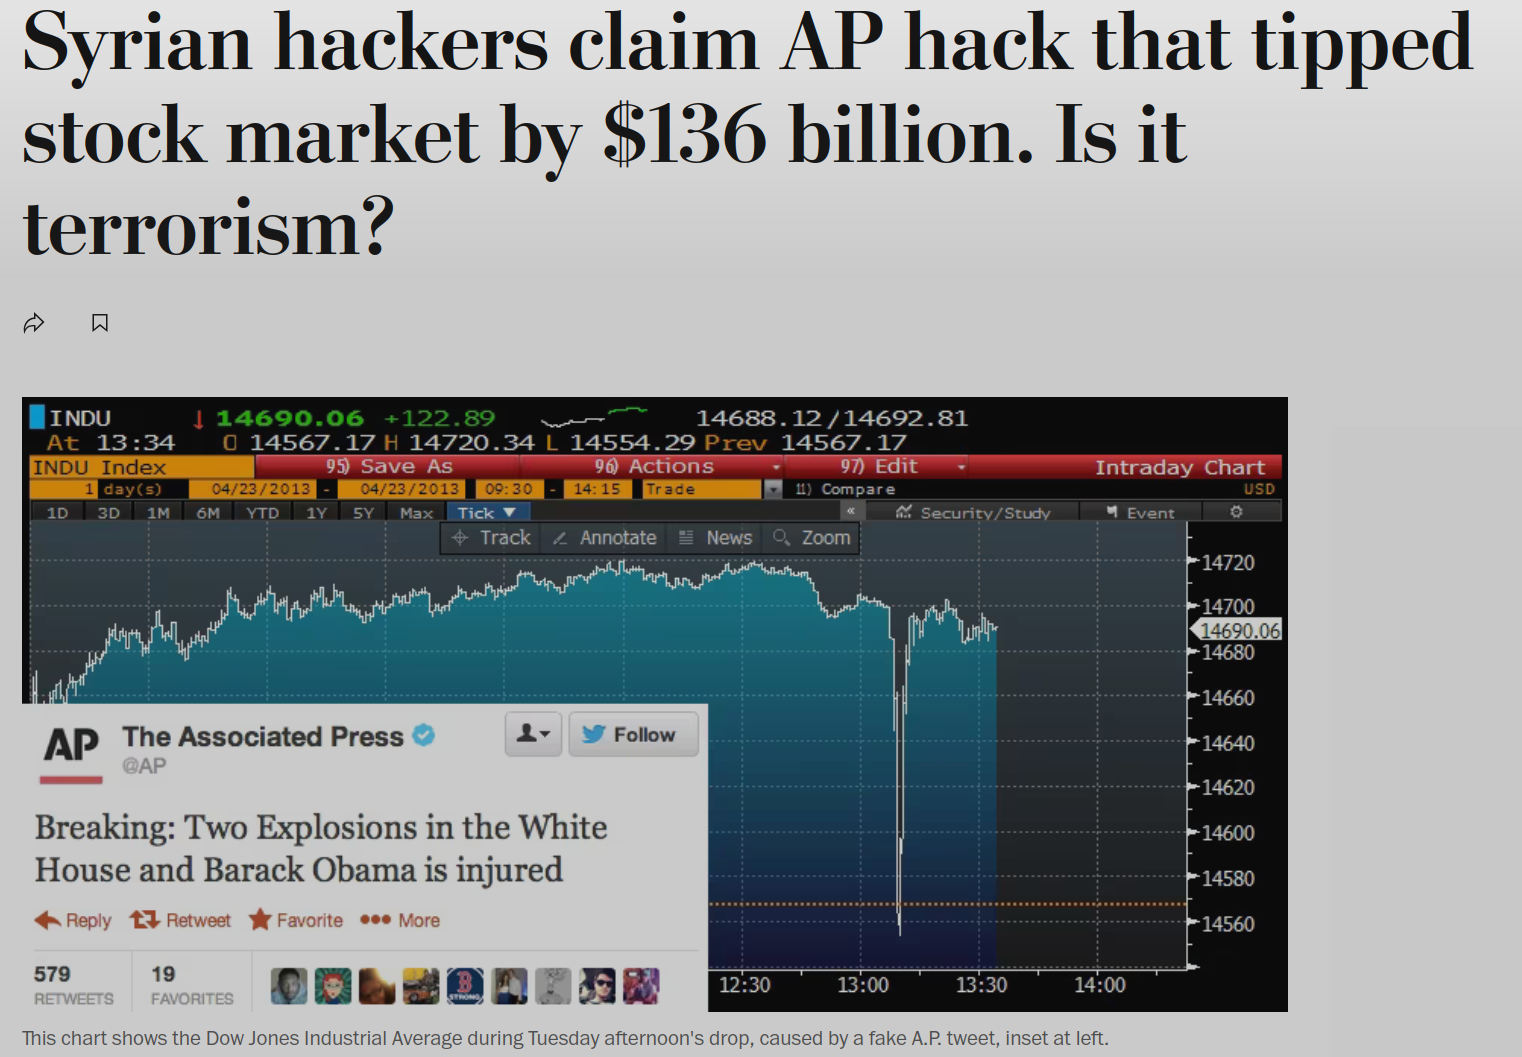 Syrian hackers claim AP hack that tipped
stock market by $136 billion. Is it
terrorism?
INDU ↓ 14690.06 +122.89 14688.12/14692.81
At 13:34 O 14567.17 H 14720.34 L 14554.29 Prev 14567.17
INDU Index 95) Save As 96) Actions 97) Edit Intraday Chart
1 day(s) 04/23/2013 - 04/23/2013 09:30 - 14:15 Trade 11) Compare USD
1D 3D 1M 6M YTD 1Y 5Y Max Tick ▼ « Security/Study Event
Track Annotate News Zoom
14720
14700
14690.06
14680
14660
14640
14620
14600
14580
14560
12:30 13:00 13:30 14:00
AP The Associated Press Follow
@AP
Breaking: Two Explosions in the White
House and Barack Obama is injured
Reply Retweet Favorite More
579 19
RETWEETS FAVORITES
B
STRONG
This chart shows the Dow Jones Industrial Average during Tuesday afternoon's drop, caused by a fake A.P. tweet, inset at left.